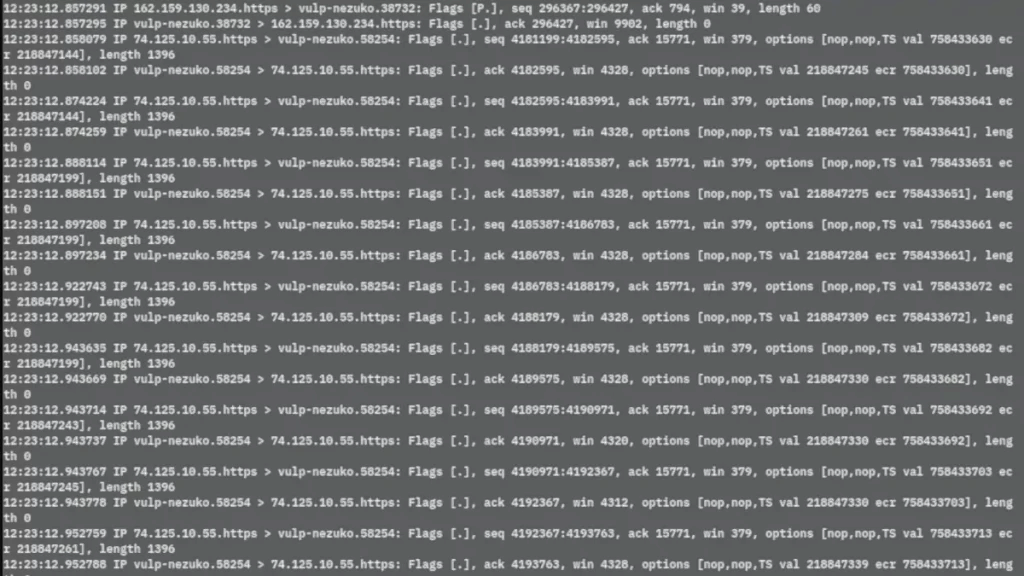 12:23:12.857291 IP 162.159.130.234.https > vulp-nezuko.38732: Flags [P.], seq 296367:296427, ack 794, win 39, length 60
12:23:12.857295 IP vulp-nezuko.38732 > 162.159.130.234.https: Flags [.], ack 296427, win 9902, length 0
12:23:12.858079 IP 74.125.10.55.https > vulp-nezuko.58254: Flags [.], seq 4181199:4182595, ack 15771, win 379, options [nop,nop,TS val 758433630 ec
r 218847144], length 1396
12:23:12.858102 IP vulp-nezuko.58254 > 74.125.10.55.https: Flags [.], ack 4182595, win 4328, options [nop,nop,TS val 218847245 ecr 758433630], leng
th 0
12:23:12.874224 IP 74.125.10.55.https > vulp-nezuko.58254: Flags [.], seq 4182595:4183991, ack 15771, win 379, options [nop,nop,TS val 758433641 ec
r 218847144], length 1396
12:23:12.874259 IP vulp-nezuko.58254 > 74.125.10.55.https: Flags [.], ack 4183991, win 4328, options [nop,nop,TS val 218847261 ecr 758433641], leng
th 0
12:23:12.888114 IP 74.125.10.55.https > vulp-nezuko.58254: Flags [.], seq 4183991:4185387, ack 15771, win 379, options [nop,nop,TS val 758433651 ec
r 218847199], length 1396
12:23:12.888151 IP vulp-nezuko.58254 > 74.125.10.55.https: Flags [.], ack 4185387, win 4328, options [nop,nop,TS val 218847275 ecr 758433651], leng
th 0
12:23:12.897208 IP 74.125.10.55.https > vulp-nezuko.58254: Flags [.], seq 4185387:4186783, ack 15771, win 379, options [nop,nop,TS val 758433661 ec
r 218847199], length 1396
12:23:12.897234 IP vulp-nezuko.58254 > 74.125.10.55.https: Flags [.], ack 4186783, win 4328, options [nop,nop,TS val 218847284 ecr 758433661], leng
th 0
12:23:12.922743 IP 74.125.10.55.https > vulp-nezuko.58254: Flags [.], seq 4186783:4188179, ack 15771, win 379, options [nop,nop,TS val 758433672 ec
r 218847199], length 1396
12:23:12.922770 IP vulp-nezuko.58254 > 74.125.10.55.https: Flags [.], ack 4188179, win 4328, options [nop,nop,TS val 218847309 ecr 758433672], leng
th 0
12:23:12.943635 IP 74.125.10.55.https > vulp-nezuko.58254: Flags [.], seq 4188179:4189575, ack 15771, win 379, options [nop,nop,TS val 758433682 ec
r 218847199], length 1396
12:23:12.943669 IP vulp-nezuko.58254 > 74.125.10.55.https: Flags [.], ack 4189575, win 4328, options [nop,nop,TS val 218847330 ecr 758433682], leng
th 0
12:23:12.943714 IP 74.125.10.55.https > vulp-nezuko.58254: Flags [.], seq 4189575:4190971, ack 15771, win 379, options [nop,nop,TS val 758433692 ec
r 218847243], length 1396
12:23:12.943737 IP vulp-nezuko.58254 > 74.125.10.55.https: Flags [.], ack 4190971, win 4320, options [nop,nop,TS val 218847330 ecr 758433692], leng
th 0
12:23:12.943767 IP 74.125.10.55.https > vulp-nezuko.58254: Flags [.], seq 4190971:4192367, ack 15771, win 379, options [nop,nop,TS val 758433703 ec
r 218847245], length 1396
12:23:12.943778 IP vulp-nezuko.58254 > 74.125.10.55.https: Flags [.], ack 4192367, win 4312, options [nop,nop,TS val 218847330 ecr 758433703], leng
th 0
12:23:12.952759 IP 74.125.10.55.https > vulp-nezuko.58254: Flags [.], seq 4192367:4193763, ack 15771, win 379, options [nop,nop,TS val 758433713 ec
r 218847261], length 1396
12:23:12.952788 IP vulp-nezuko.58254 > 74.125.10.55.https: Flags [.], ack 4193763, win 4328, options [nop,nop,TS val 218847339 ecr 758433713], leng